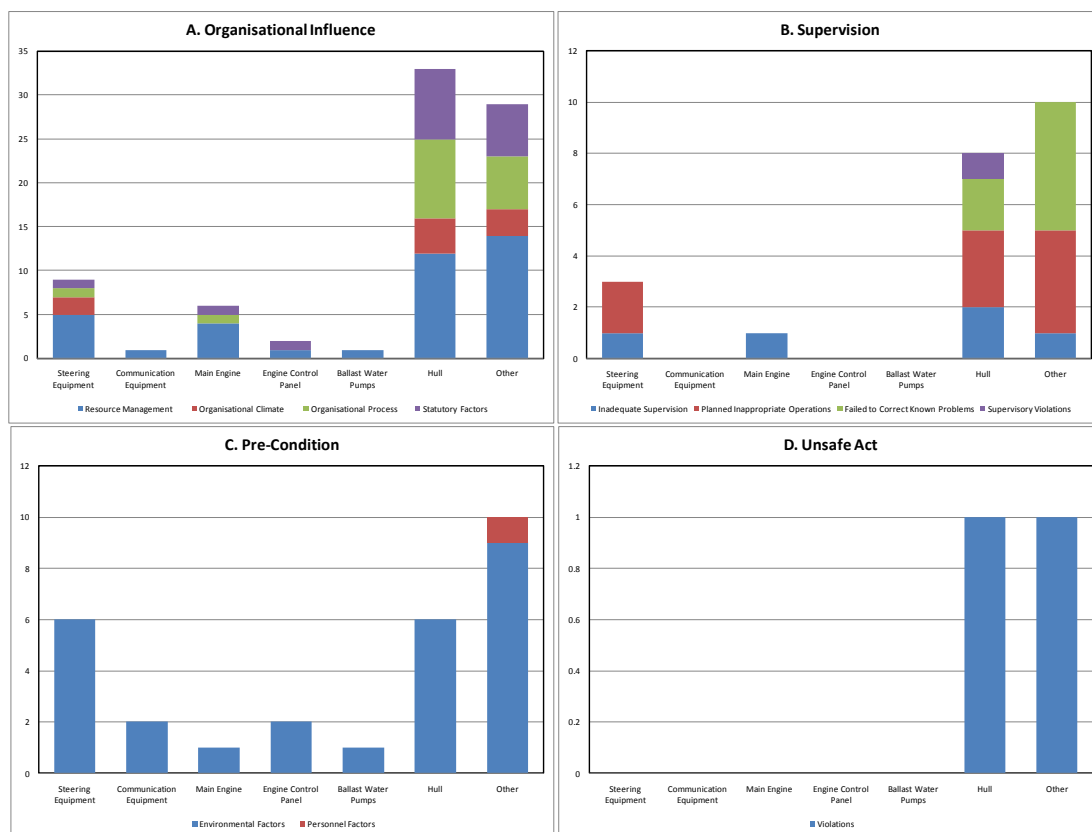 A. Organisational Influence
35
30
25
20
15
10
5
0
Steering Equipment
Communication Equipment
Main Engine
Engine Control Panel
Ballast Water Pumps
Hull
Other
Resource Management
Organisational Climate
Organisational Process
Statutory Factors
B. Supervision
12
10
8
6
4
2
0
Steering Equipment
Communication Equipment
Main Engine
Engine Control Panel
Ballast Water Pumps
Hull
Other
Inadequate Supervision
Planned Inappropriate Operations
Failed to Correct Known Problems
Supervisory Violations
C. Pre-Condition
12
10
8
6
4
2
0
Steering Equipment
Communication Equipment
Main Engine
Engine Control Panel
Ballast Water Pumps
Hull
Other
Environmental Factors
Personnel Factors
D. Unsafe Act
1.2
1
0.8
0.6
0.4
0.2
0
Steering Equipment
Communication Equipment
Main Engine
Engine Control Panel
Ballast Water Pumps
Hull
Other
Violations